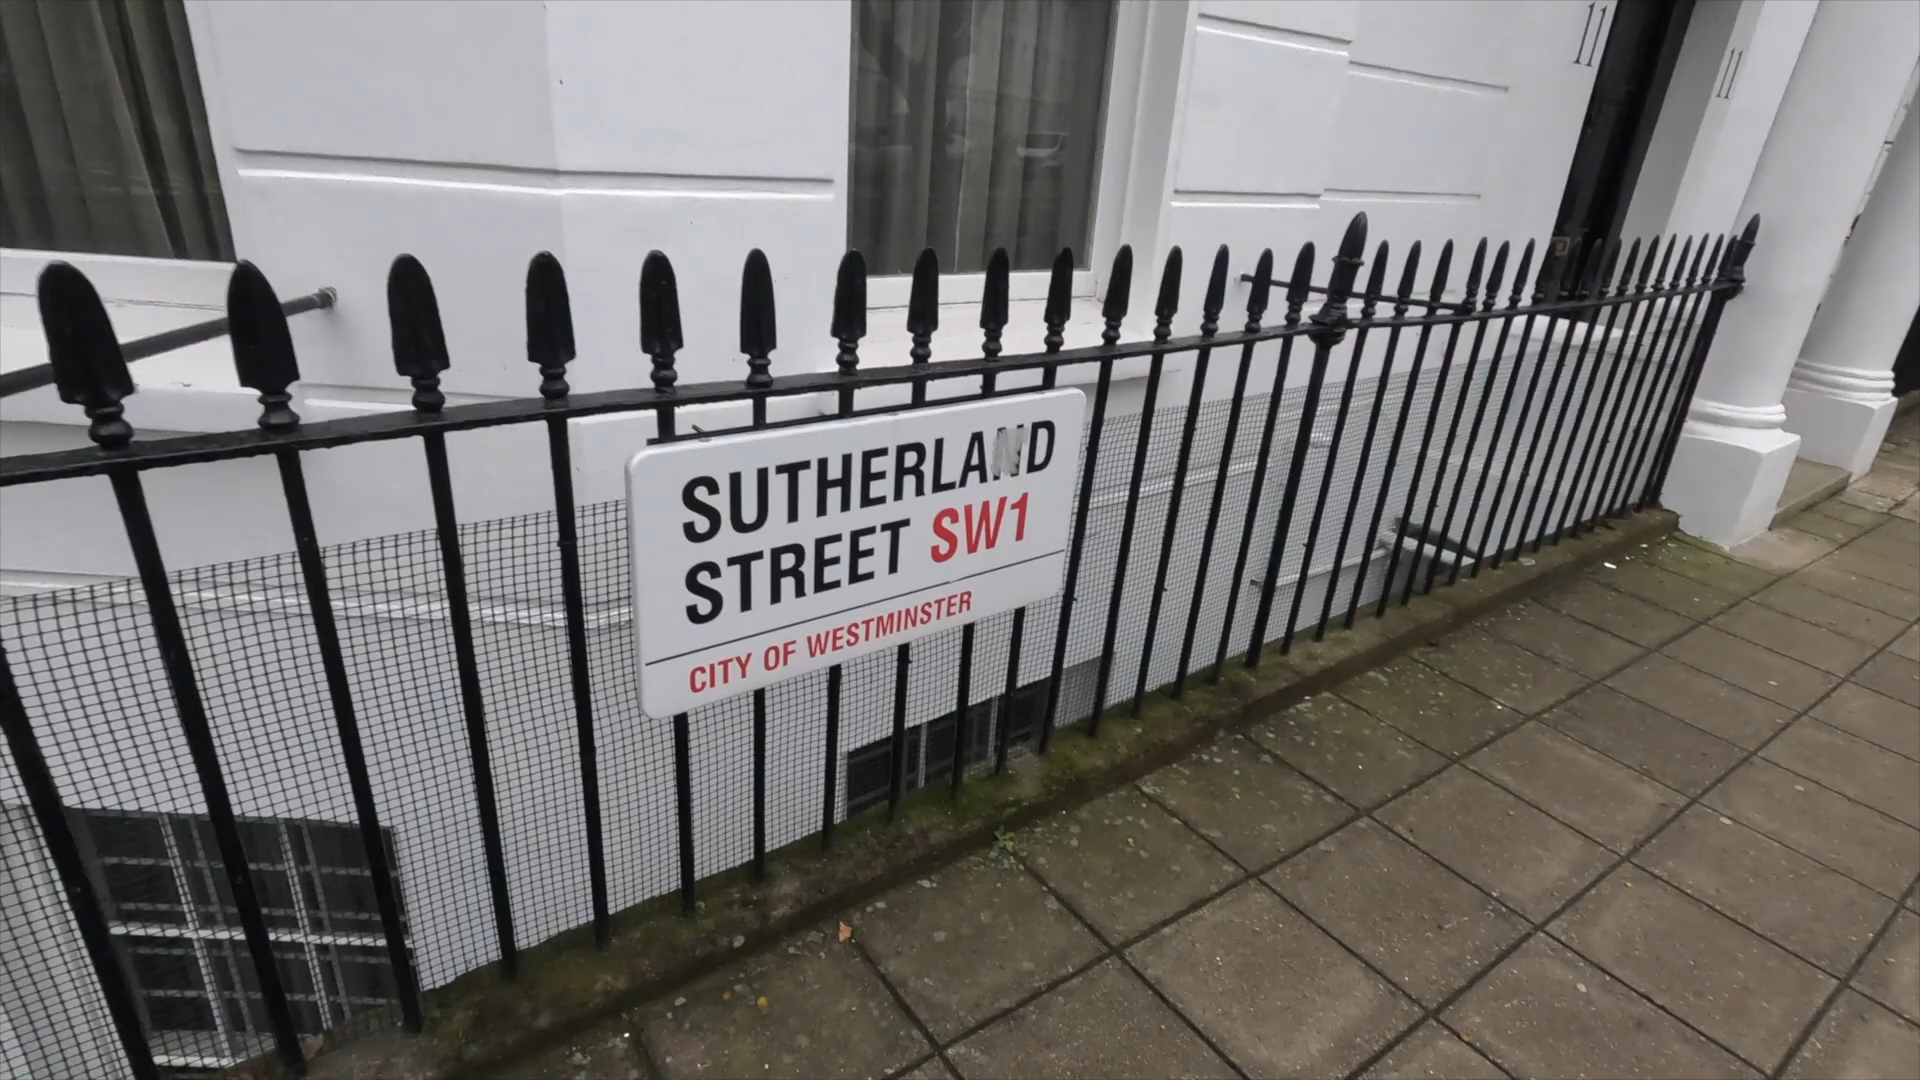 SUTHERLAND
STREET SW1
CITY OF WESTMINSTER
11
11